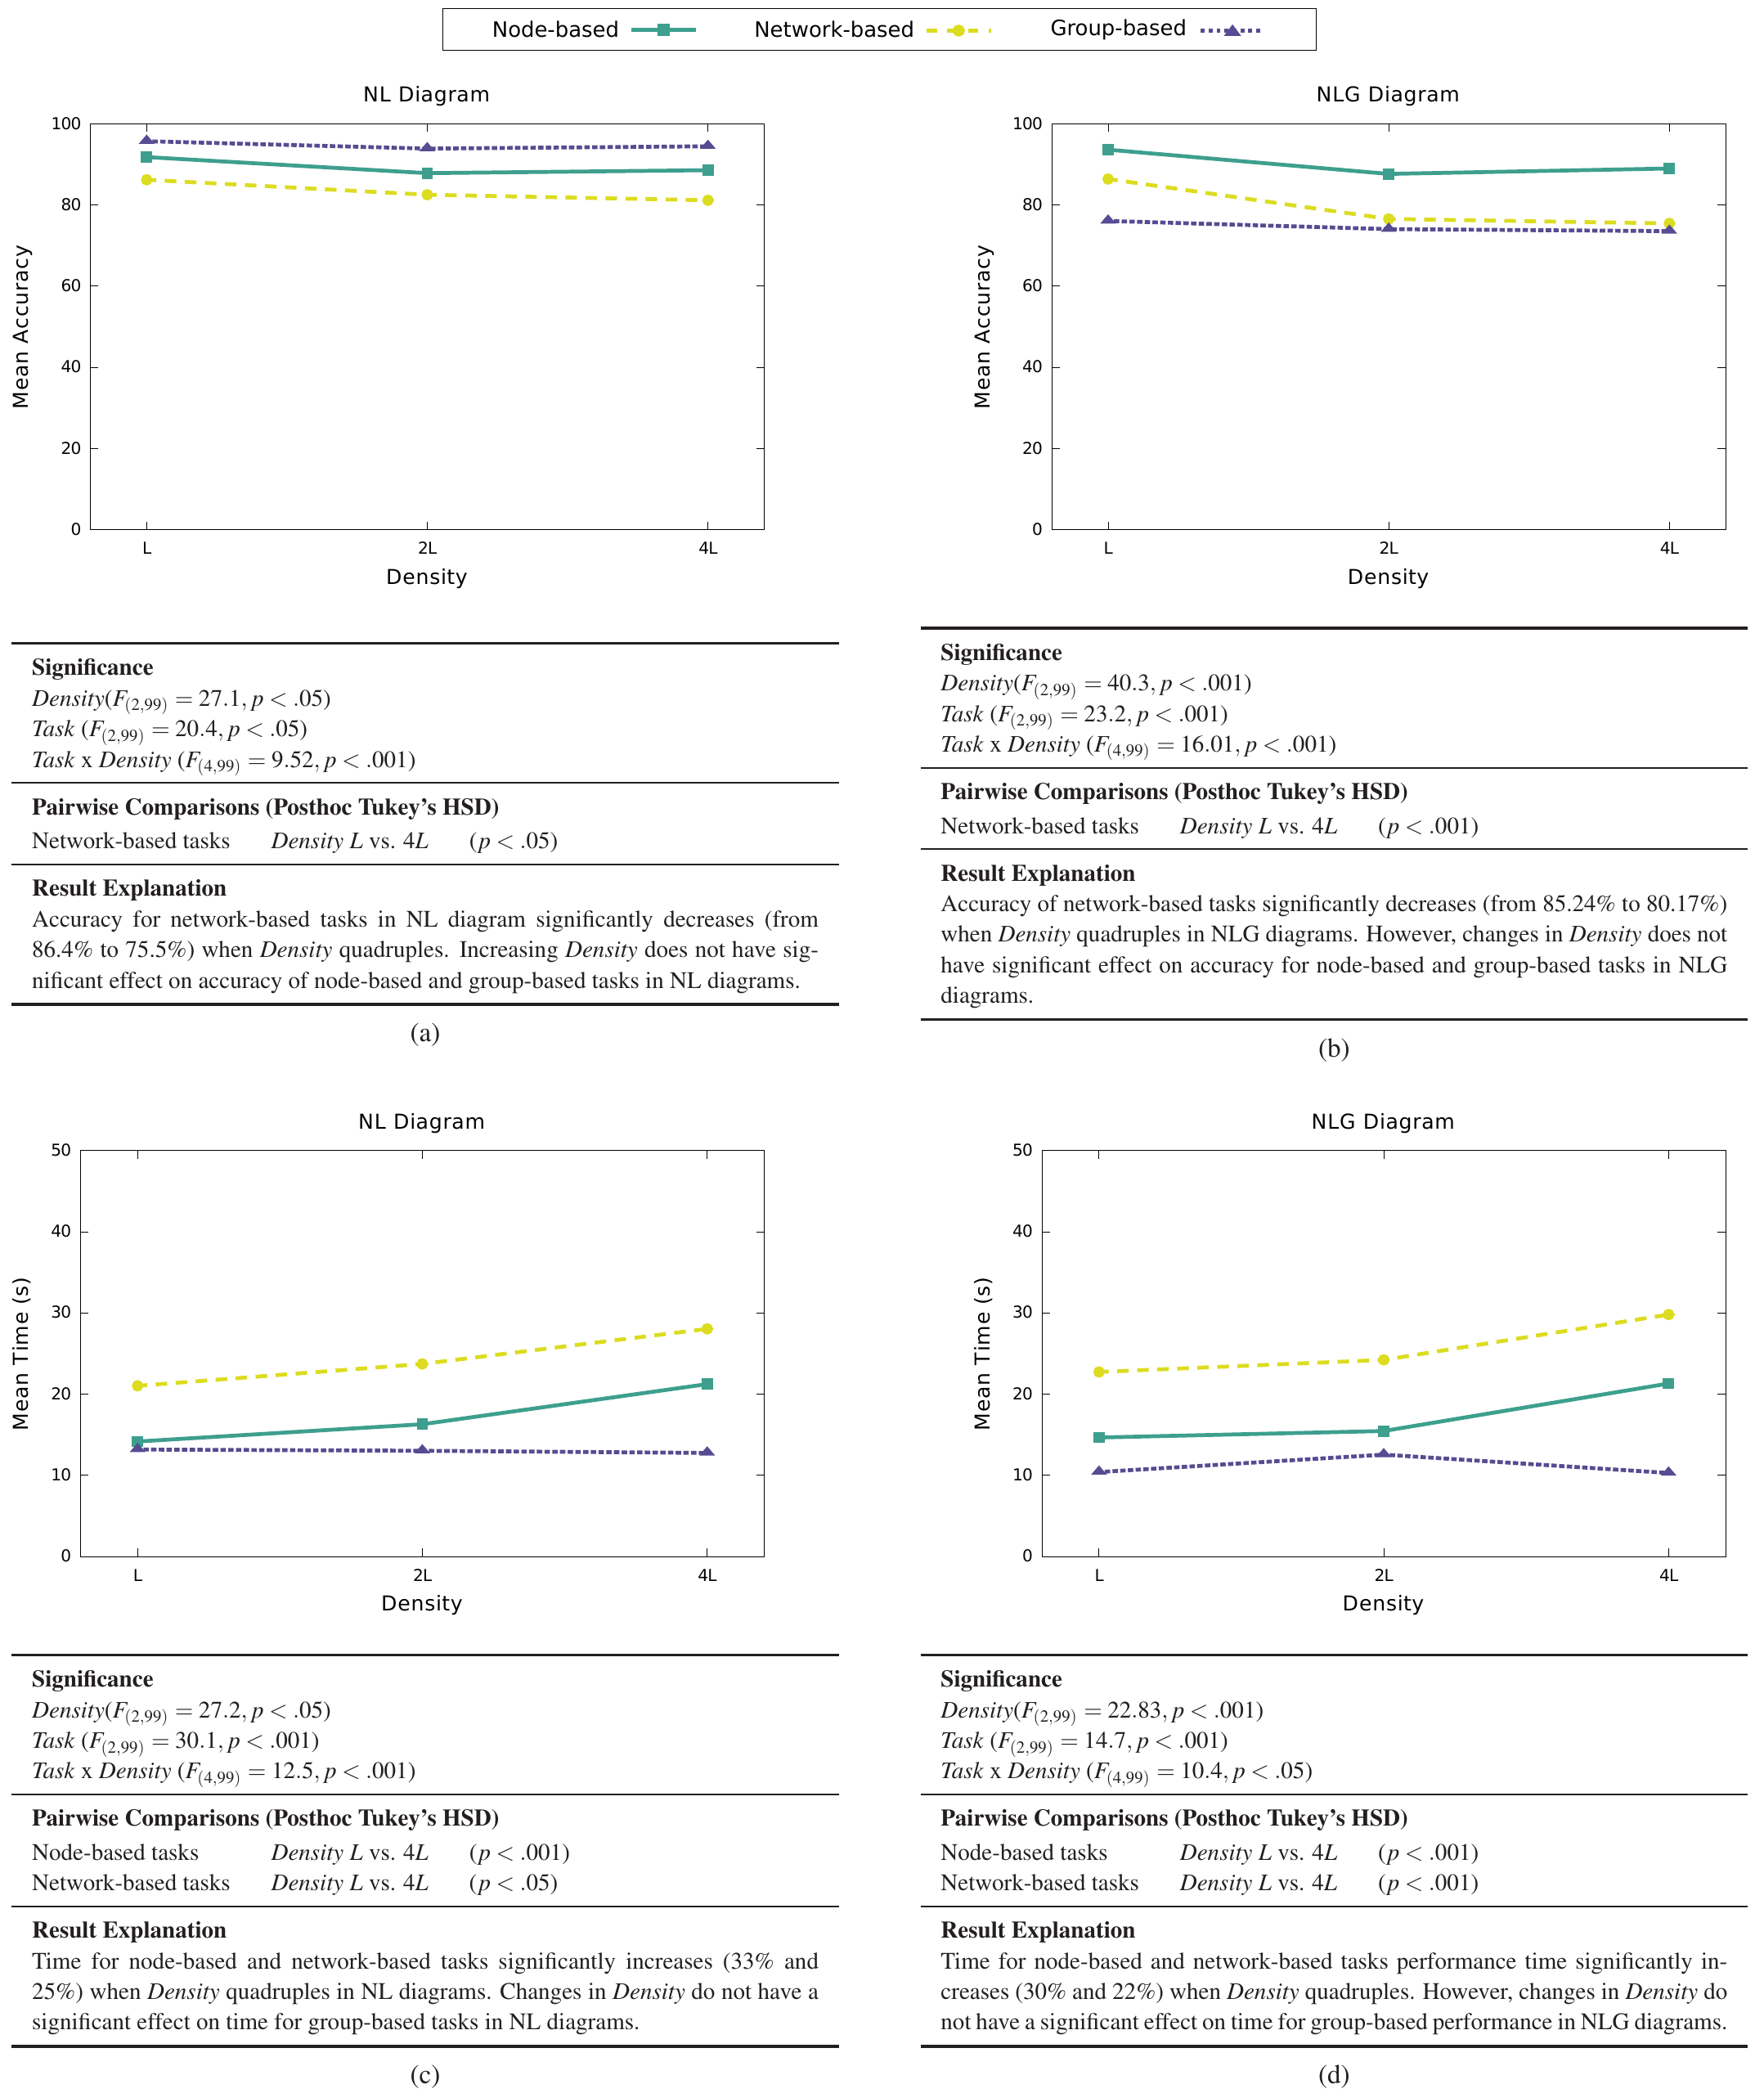 Node-based
Network-based
Group-based
NL Diagram
100
80
60
40
20
0
Mean Accuracy
L
2L
4L
Density
Significance
Density(F(2,99) = 27.1, p < .05)
Task (F(2,99) = 20.4, p < .05)
Task x Density (F(4,99) = 9.52, p < .001)
Pairwise Comparisons (Posthoc Tukey's HSD)
Network-based tasks Density L vs. 4L (p < .05)
Result Explanation
Accuracy for network-based tasks in NL diagram significantly decreases (from
86.4% to 75.5%) when Density quadruples. Increasing Density does not have sig-
nificant effect on accuracy of node-based and group-based tasks in NL diagrams.
(a)
NLG Diagram
100
80
60
40
20
0
Mean Accuracy
L
2L
4L
Density
Significance
Density(F(2,99) = 40.3, p < .001)
Task (F(2,99) = 23.2, p < .001)
Task x Density (F(4,99) = 16.01, p < .001)
Pairwise Comparisons (Posthoc Tukey's HSD)
Network-based tasks Density L vs. 4L (p < .001)
Result Explanation
Accuracy of network-based tasks significantly decreases (from 85.24% to 80.17%)
when Density quadruples in NLG diagrams. However, changes in Density does not
have significant effect on accuracy for node-based and group-based tasks in NLG
diagrams.
(b)
NL Diagram
50
40
30
20
10
0
Mean Time (s)
L
2L
4L
Density
Significance
Density(F(2,99) = 27.2, p < .05)
Task (F(2,99) = 30.1, p < .001)
Task x Density (F(4,99) = 12.5, p < .001)
Pairwise Comparisons (Posthoc Tukey's HSD)
Node-based tasks Density L vs. 4L (p < .001)
Network-based tasks Density L vs. 4L (p < .05)
Result Explanation
Time for node-based and network-based tasks significantly increases (33% and
25%) when Density quadruples in NL diagrams. Changes in Density do not have a
significant effect on time for group-based tasks in NL diagrams.
(c)
NLG Diagram
50
40
30
20
10
0
Mean Time (s)
L
2L
4L
Density
Significance
Density(F(2,99) = 22.83, p < .001)
Task (F(2,99) = 14.7, p < .001)
Task x Density (F(4,99) = 10.4, p < .05)
Pairwise Comparisons (Posthoc Tukey's HSD)
Node-based tasks Density L vs. 4L (p < .001)
Network-based tasks Density L vs. 4L (p < .001)
Result Explanation
Time for node-based and network-based tasks performance time significantly in-
creases (30% and 22%) when Density quadruples. However, changes in Density do
not have a significant effect on time for group-based performance in NLG diagrams.
(d)